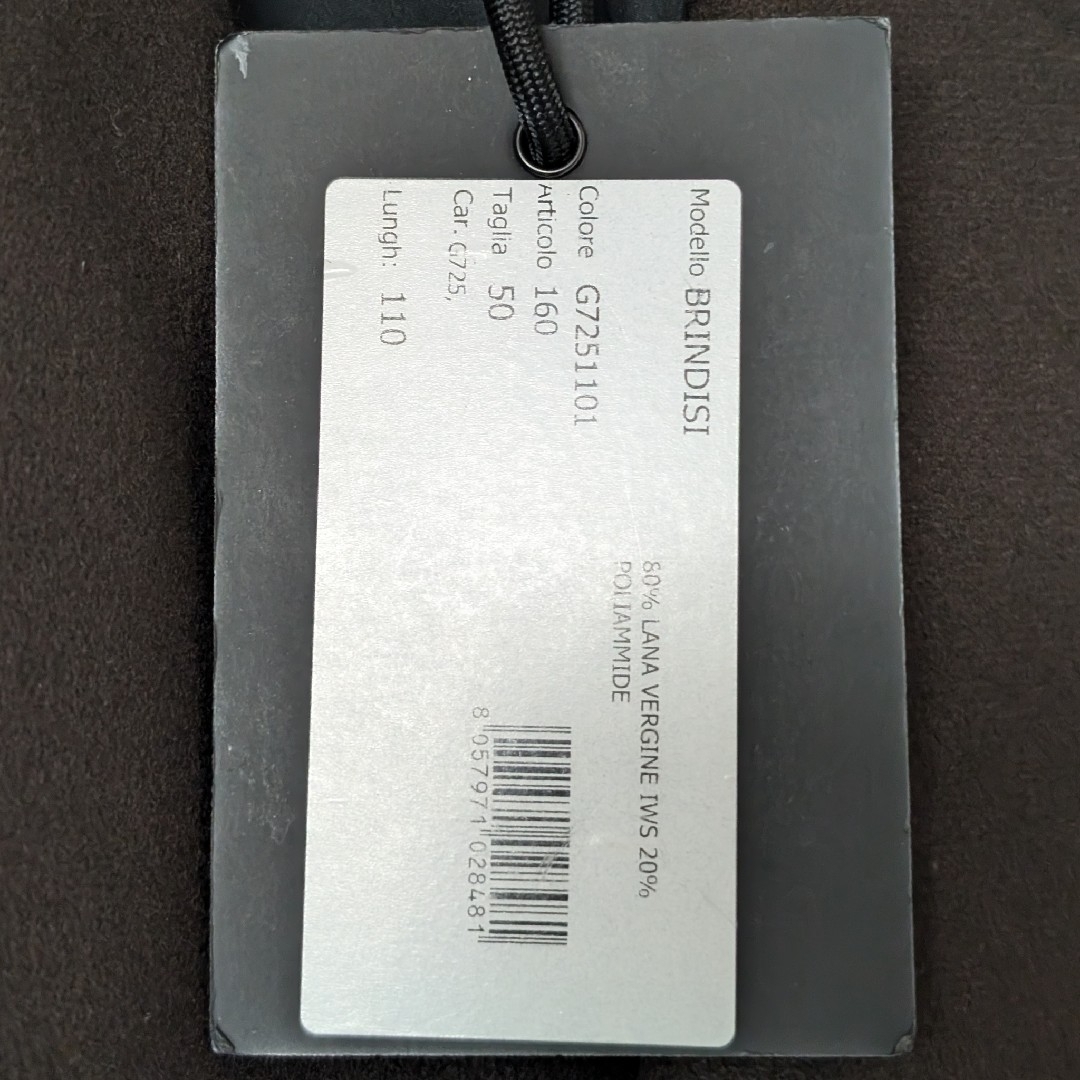 Modello BRINDISI
80% LANA VERGINE IWS 20%
POLIAMMIDE
Colore G7251101
Articolo 160
Taglia 50
Car. G725,
Lungh: 110
8 057971 028481